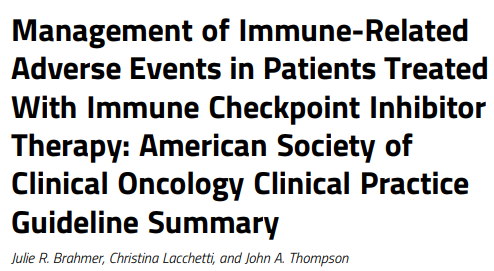 Management of Immune-Related
Adverse Events in Patients Treated
With Immune Checkpoint Inhibitor
Therapy: American Society of
Clinical Oncology Clinical Practice
Guideline Summary
Julie R. Brahmer, Christina Lacchetti, and John A. Thompson